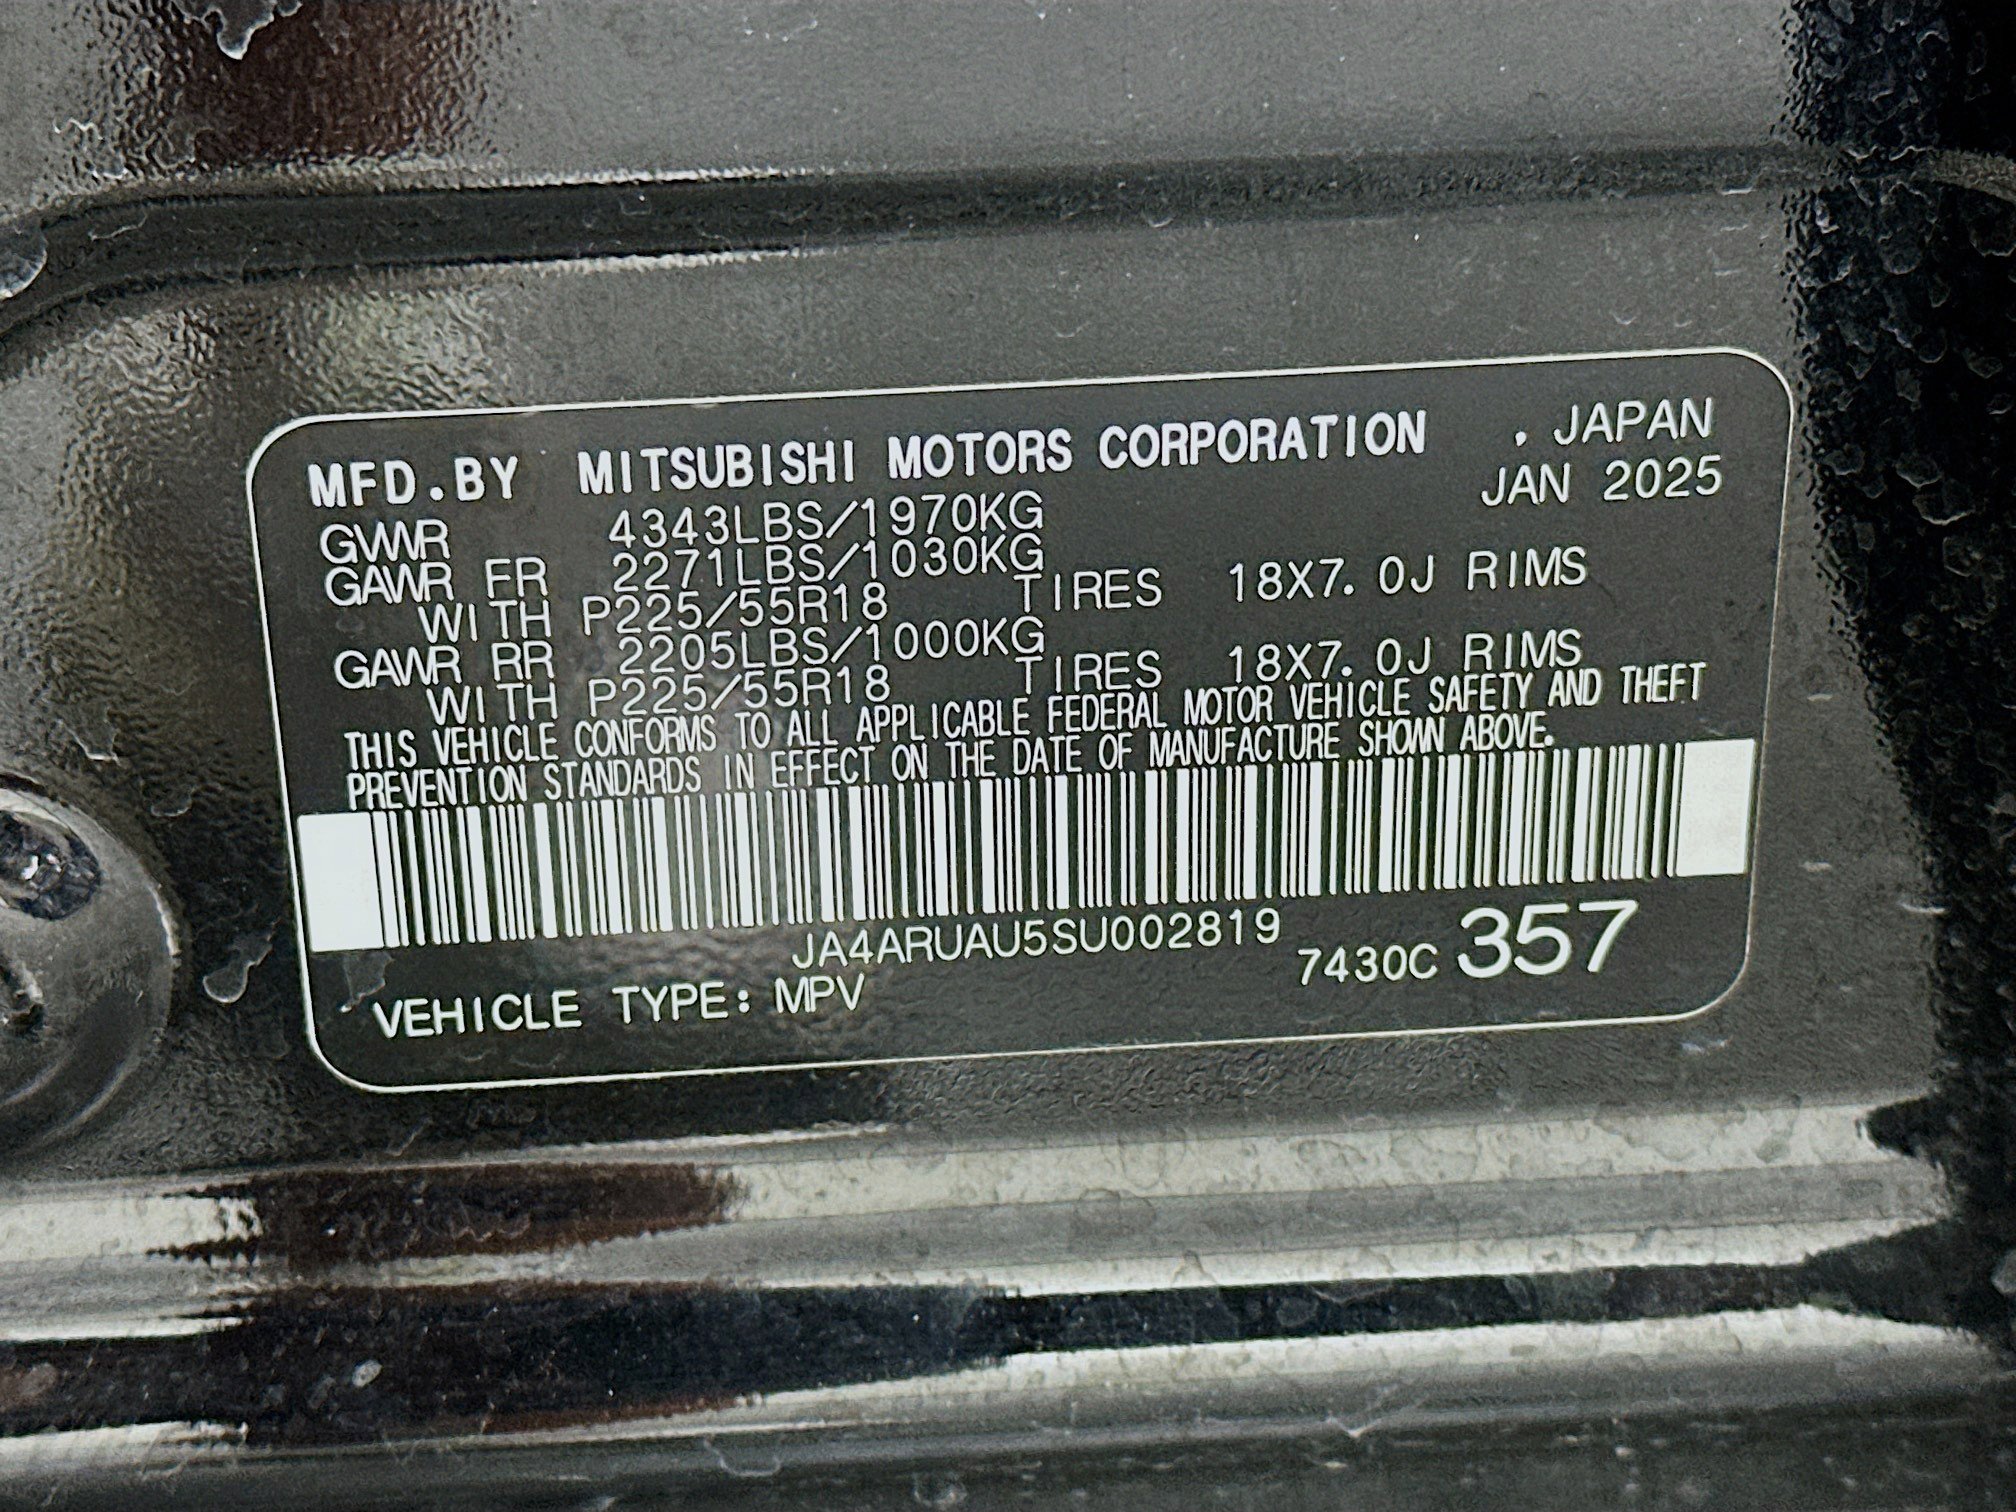 MFD.BY MITSUBISHI MOTORS CORPORATION , JAPAN
GVWR 4343LBS/1970KG JAN 2025
GAWR FR 2271LBS/1030KG
WITH P225/55R18 TIRES 18X7.0J RIMS
GAWR RR 2205LBS/1000KG
WITH P225/55R18 TIRES 18X7.0J RIMS
THIS VEHICLE CONFORMS TO ALL APPLICABLE FEDERAL MOTOR VEHICLE SAFETY AND THEFT
PREVENTION STANDARDS IN EFFECT ON THE DATE OF MANUFACTURE SHOWN ABOVE.
JA4ARUAU5SU002819
VEHICLE TYPE: MPV 7430C 357